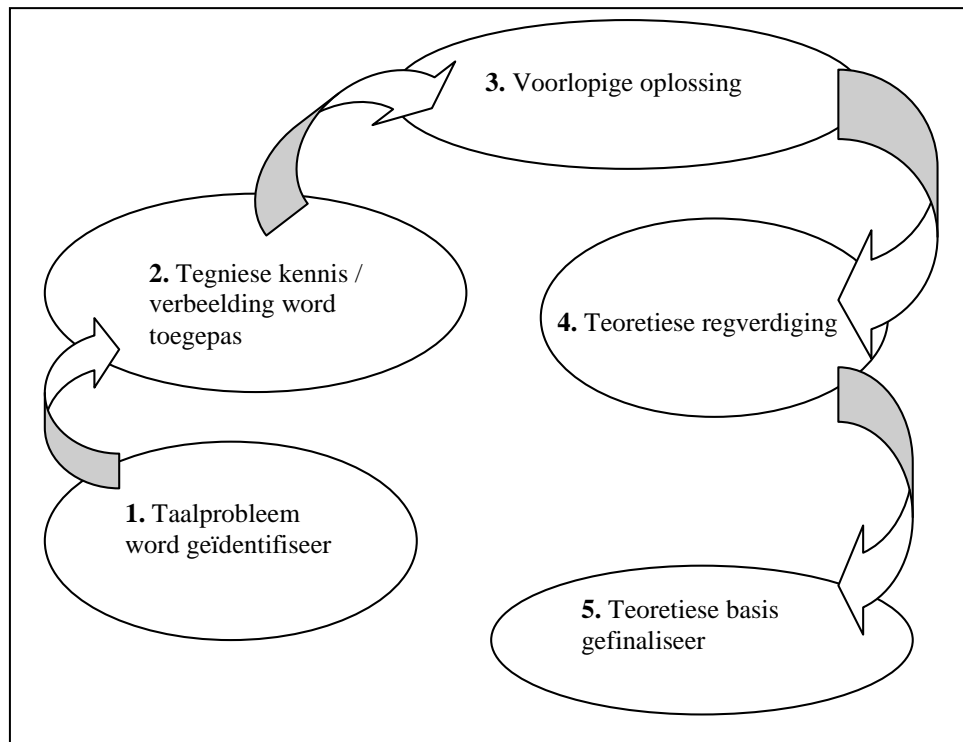 3. Voorlopige oplossing
2. Tegniese kennis /
verbeelding word
toegepas
4. Teoretiese regverdiging
1. Taalprobleem
word geïdentifiseer
5. Teoretiese basis
gefinaliseer